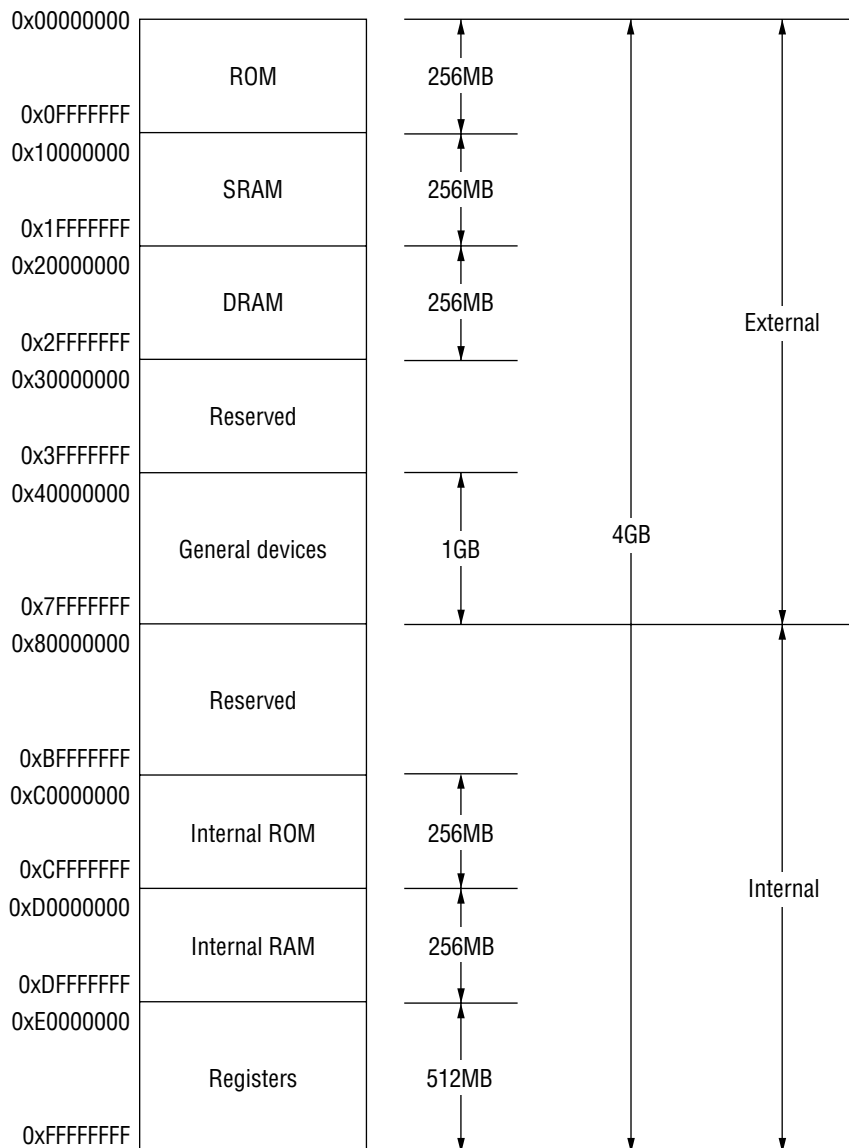 0x00000000
ROM
256MB
0x0FFFFFFF
0x10000000
SRAM
256MB
0x1FFFFFFF
0x20000000
DRAM
256MB
External
0x2FFFFFFF
0x30000000
Reserved
0x3FFFFFFF
0x40000000
General devices
1GB
4GB
0x7FFFFFFF
0x80000000
Reserved
0xBFFFFFFF
0xC0000000
Internal ROM
256MB
0xCFFFFFFF
Internal
0xD0000000
Internal RAM
256MB
0xDFFFFFFF
0xE0000000
Registers
512MB
0xFFFFFFFF